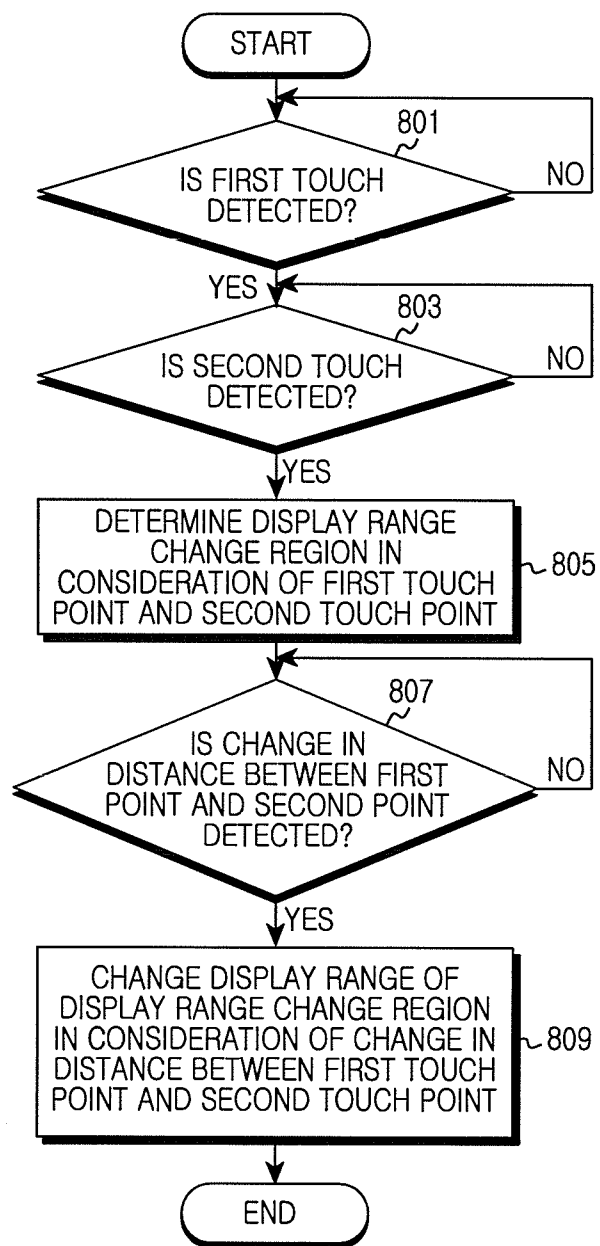 START
801
IS FIRST TOUCH
DETECTED?
NO
YES
803
IS SECOND TOUCH
DETECTED?
NO
YES
DETERMINE DISPLAY RANGE
CHANGE REGION IN
CONSIDERATION OF FIRST TOUCH
POINT AND SECOND TOUCH POINT
805
807
IS CHANGE IN
DISTANCE BETWEEN FIRST
POINT AND SECOND POINT
DETECTED?
NO
YES
CHANGE DISPLAY RANGE OF
DISPLAY RANGE CHANGE REGION
IN CONSIDERATION OF CHANGE IN
DISTANCE BETWEEN FIRST TOUCH
POINT AND SECOND TOUCH POINT
809
END